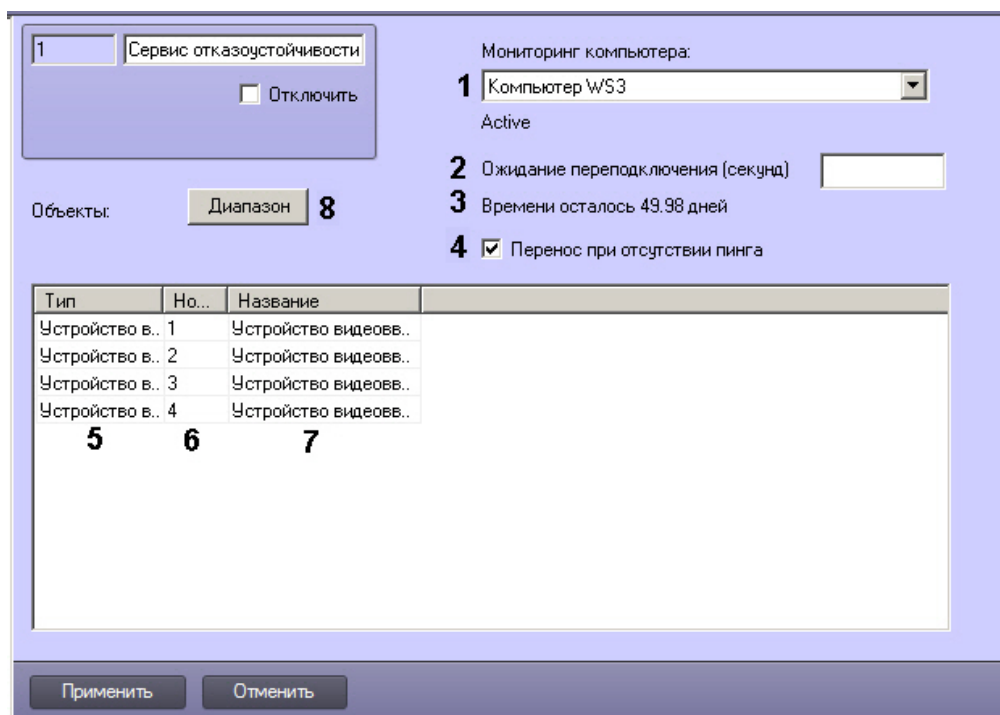 1 Сервис отказоустойчивости
Отключить
Мониторинг компьютера:
1 Компьютер WS3
Active
2 Ожидание переподключения (секунд)
3 Времени осталось 49.98 дней
4 Перенос при отсутствии пинга
Объекты: Диапазон 8
Тип Но... Название
Устройство в.. 1 Устройство видеовв..
Устройство в.. 2 Устройство видеовв..
Устройство в.. 3 Устройство видеовв..
Устройство в.. 4 Устройство видеовв..
5 6 7
Применить Отменить